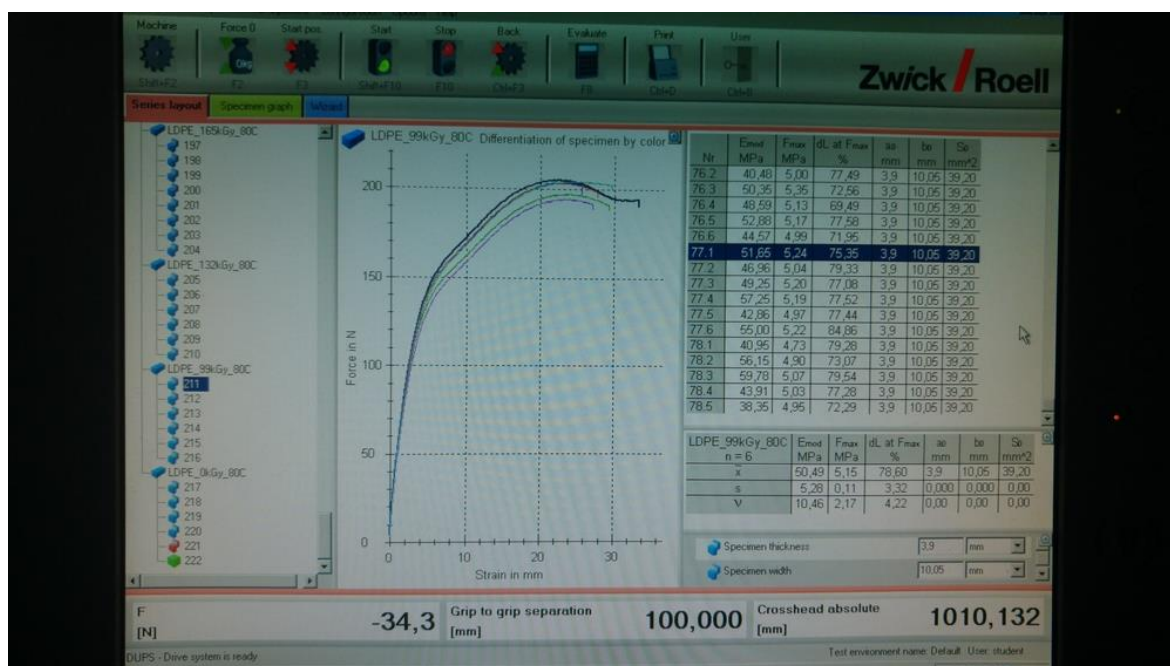 Machine Force 0 Start pos. Start Stop Back Evaluate Print User
0kg
Shift+F2 F2 F3 Shift+F10 F10 Ctrl+F3 F8 Ctrl+D Ctrl+B
Zwick / Roell
Series layout Specimen graph Wizard
LDPE_165kGy_80C
197
198
199
200
201
202
203
204
LDPE_132kGy_80C
205
206
207
208
209
210
LDPE_99kGy_80C
211
212
213
214
215
216
LDPE_0kGy_80C
217
218
219
220
221
222
LDPE_99kGy_80C Differentiation of specimen by color
Force in N
200
150
100
50
0
0 10 20 30
Strain in mm
Nr Emod Fmax dL at Fmax a0 b0 S0
MPa MPa % mm mm mm^2
76.2 40,48 5,00 77,49 3,9 10,05 39,20
76.3 50,35 5,35 72,56 3,9 10,05 39,20
76.4 48,59 5,13 69,49 3,9 10,05 39,20
76.5 52,88 5,17 77,58 3,9 10,05 39,20
76.6 44,57 4,99 71,95 3,9 10,05 39,20
77.1 51,65 5,24 75,35 3,9 10,05 39,20
77.2 46,96 5,04 79,33 3,9 10,05 39,20
77.3 49,25 5,20 77,08 3,9 10,05 39,20
77.4 57,25 5,19 77,52 3,9 10,05 39,20
77.5 42,86 4,97 77,44 3,9 10,05 39,20
77.6 55,00 5,22 84,86 3,9 10,05 39,20
78.1 40,95 4,73 79,28 3,9 10,05 39,20
78.2 56,15 4,90 73,07 3,9 10,05 39,20
78.3 59,78 5,07 79,54 3,9 10,05 39,20
78.4 43,91 5,03 77,28 3,9 10,05 39,20
78.5 38,35 4,95 72,29 3,9 10,05 39,20
LDPE_99kGy_80C Emod Fmax dL at Fmax a0 b0 S0
n = 6 MPa MPa % mm mm mm^2
x̄ 50,49 5,15 78,60 3,9 10,05 39,20
s 5,28 0,11 3,32 0,000 0,000 0,00
ν 10,46 2,17 4,22 0,00 0,00 0,00
Specimen thickness 3,9 mm
Specimen width 10,05 mm
F [N] -34,3
Grip to grip separation [mm] 100,000
Crosshead absolute [mm] 1010,132
DUPS - Drive system is ready
Test environment name: Default User: student